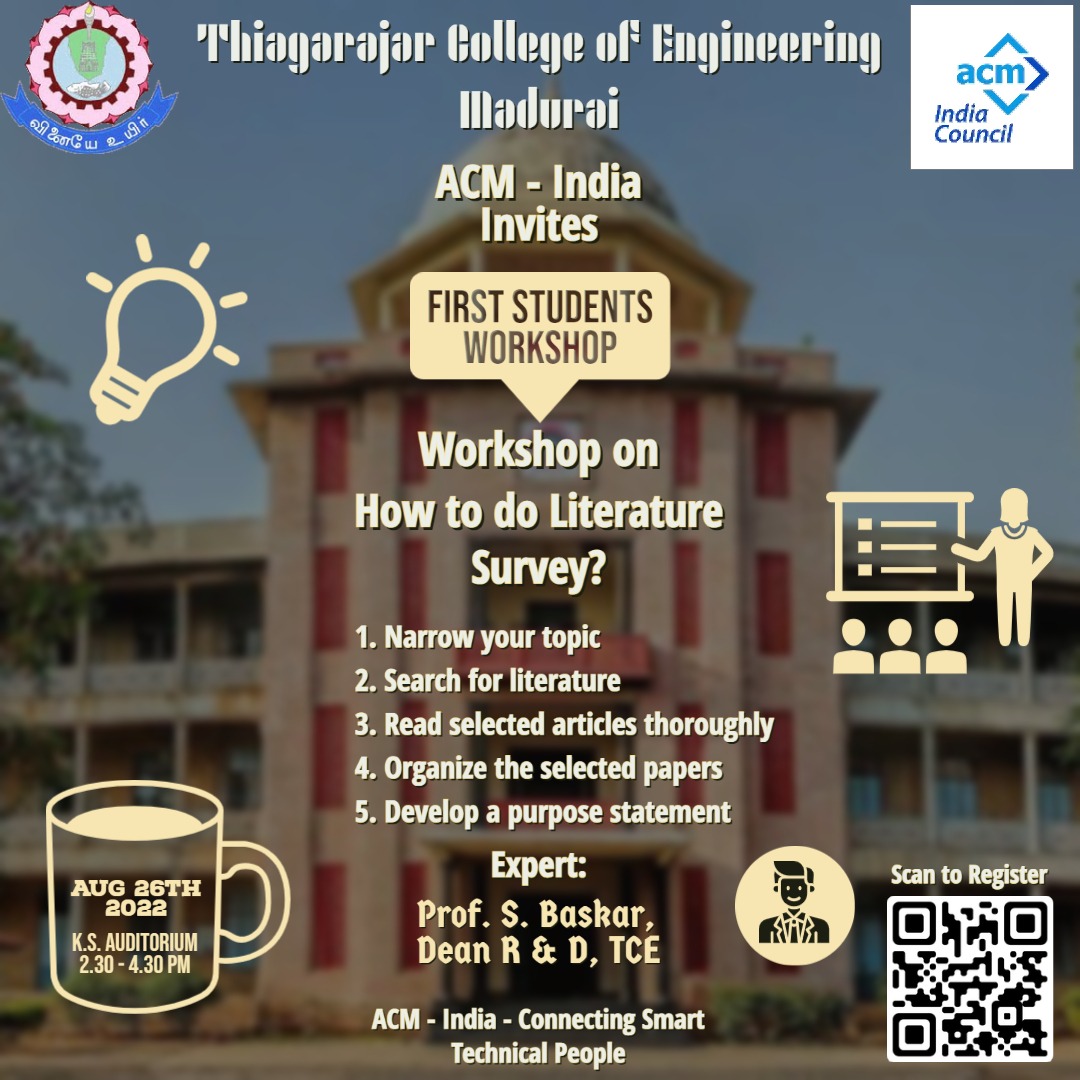 Thiagarajar College of Engineering
Madurai
வினையே உயிர்
acm
India
Council
ACM - India
Invites
FIRST STUDENTS
WORKSHOP
Workshop on
How to do Literature
Survey?
1. Narrow your topic
2. Search for literature
3. Read selected articles thoroughly
4. Organize the selected papers
5. Develop a purpose statement
AUG 26TH
2022
K.S. AUDITORIUM
2.30 - 4.30 PM
Expert:
Prof. S. Baskar,
Dean R & D, TCE
Scan to Register
ACM - India - Connecting Smart
Technical People